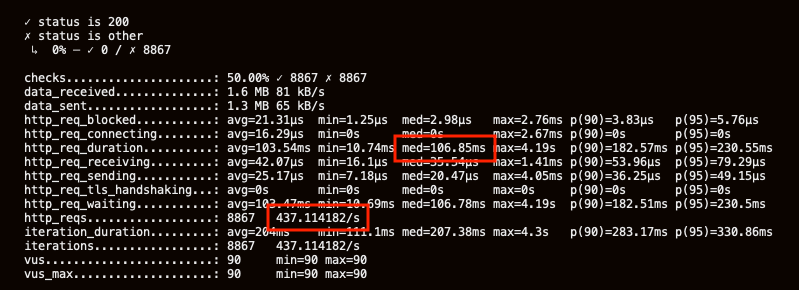 ✓ status is 200
✗ status is other
↳ 0% — ✓ 0 / ✗ 8867
checks.....................: 50.00% ✓ 8867 ✗ 8867
data_received..............: 1.6 MB 81 kB/s
data_sent..................: 1.3 MB 65 kB/s
http_req_blocked...........: avg=21.31µs min=1.25µs med=2.98µs max=2.76ms p(90)=3.83µs p(95)=5.76µs
http_req_connecting........: avg=16.29µs min=0s med=0s max=2.67ms p(90)=0s p(95)=0s
http_req_duration..........: avg=103.54ms min=10.74ms med=106.85ms max=4.19s p(90)=182.57ms p(95)=230.55ms
http_req_receiving.........: avg=42.07µs min=16.1µs med=35.54µs max=1.41ms p(90)=53.96µs p(95)=79.29µs
http_req_sending...........: avg=25.17µs min=7.18µs med=20.47µs max=4.05ms p(90)=36.25µs p(95)=49.15µs
http_req_tls_handshaking...: avg=0s min=0s med=0s max=0s p(90)=0s p(95)=0s
http_req_waiting...........: avg=103.47ms min=10.69ms med=106.78ms max=4.19s p(90)=182.51ms p(95)=230.5ms
http_reqs..................: 8867 437.114182/s
iteration_duration.........: avg=204ms min=111.1ms med=207.38ms max=4.3s p(90)=283.17ms p(95)=330.86ms
iterations.................: 8867 437.114182/s
vus........................: 90 min=90 max=90
vus_max....................: 90 min=90 max=90